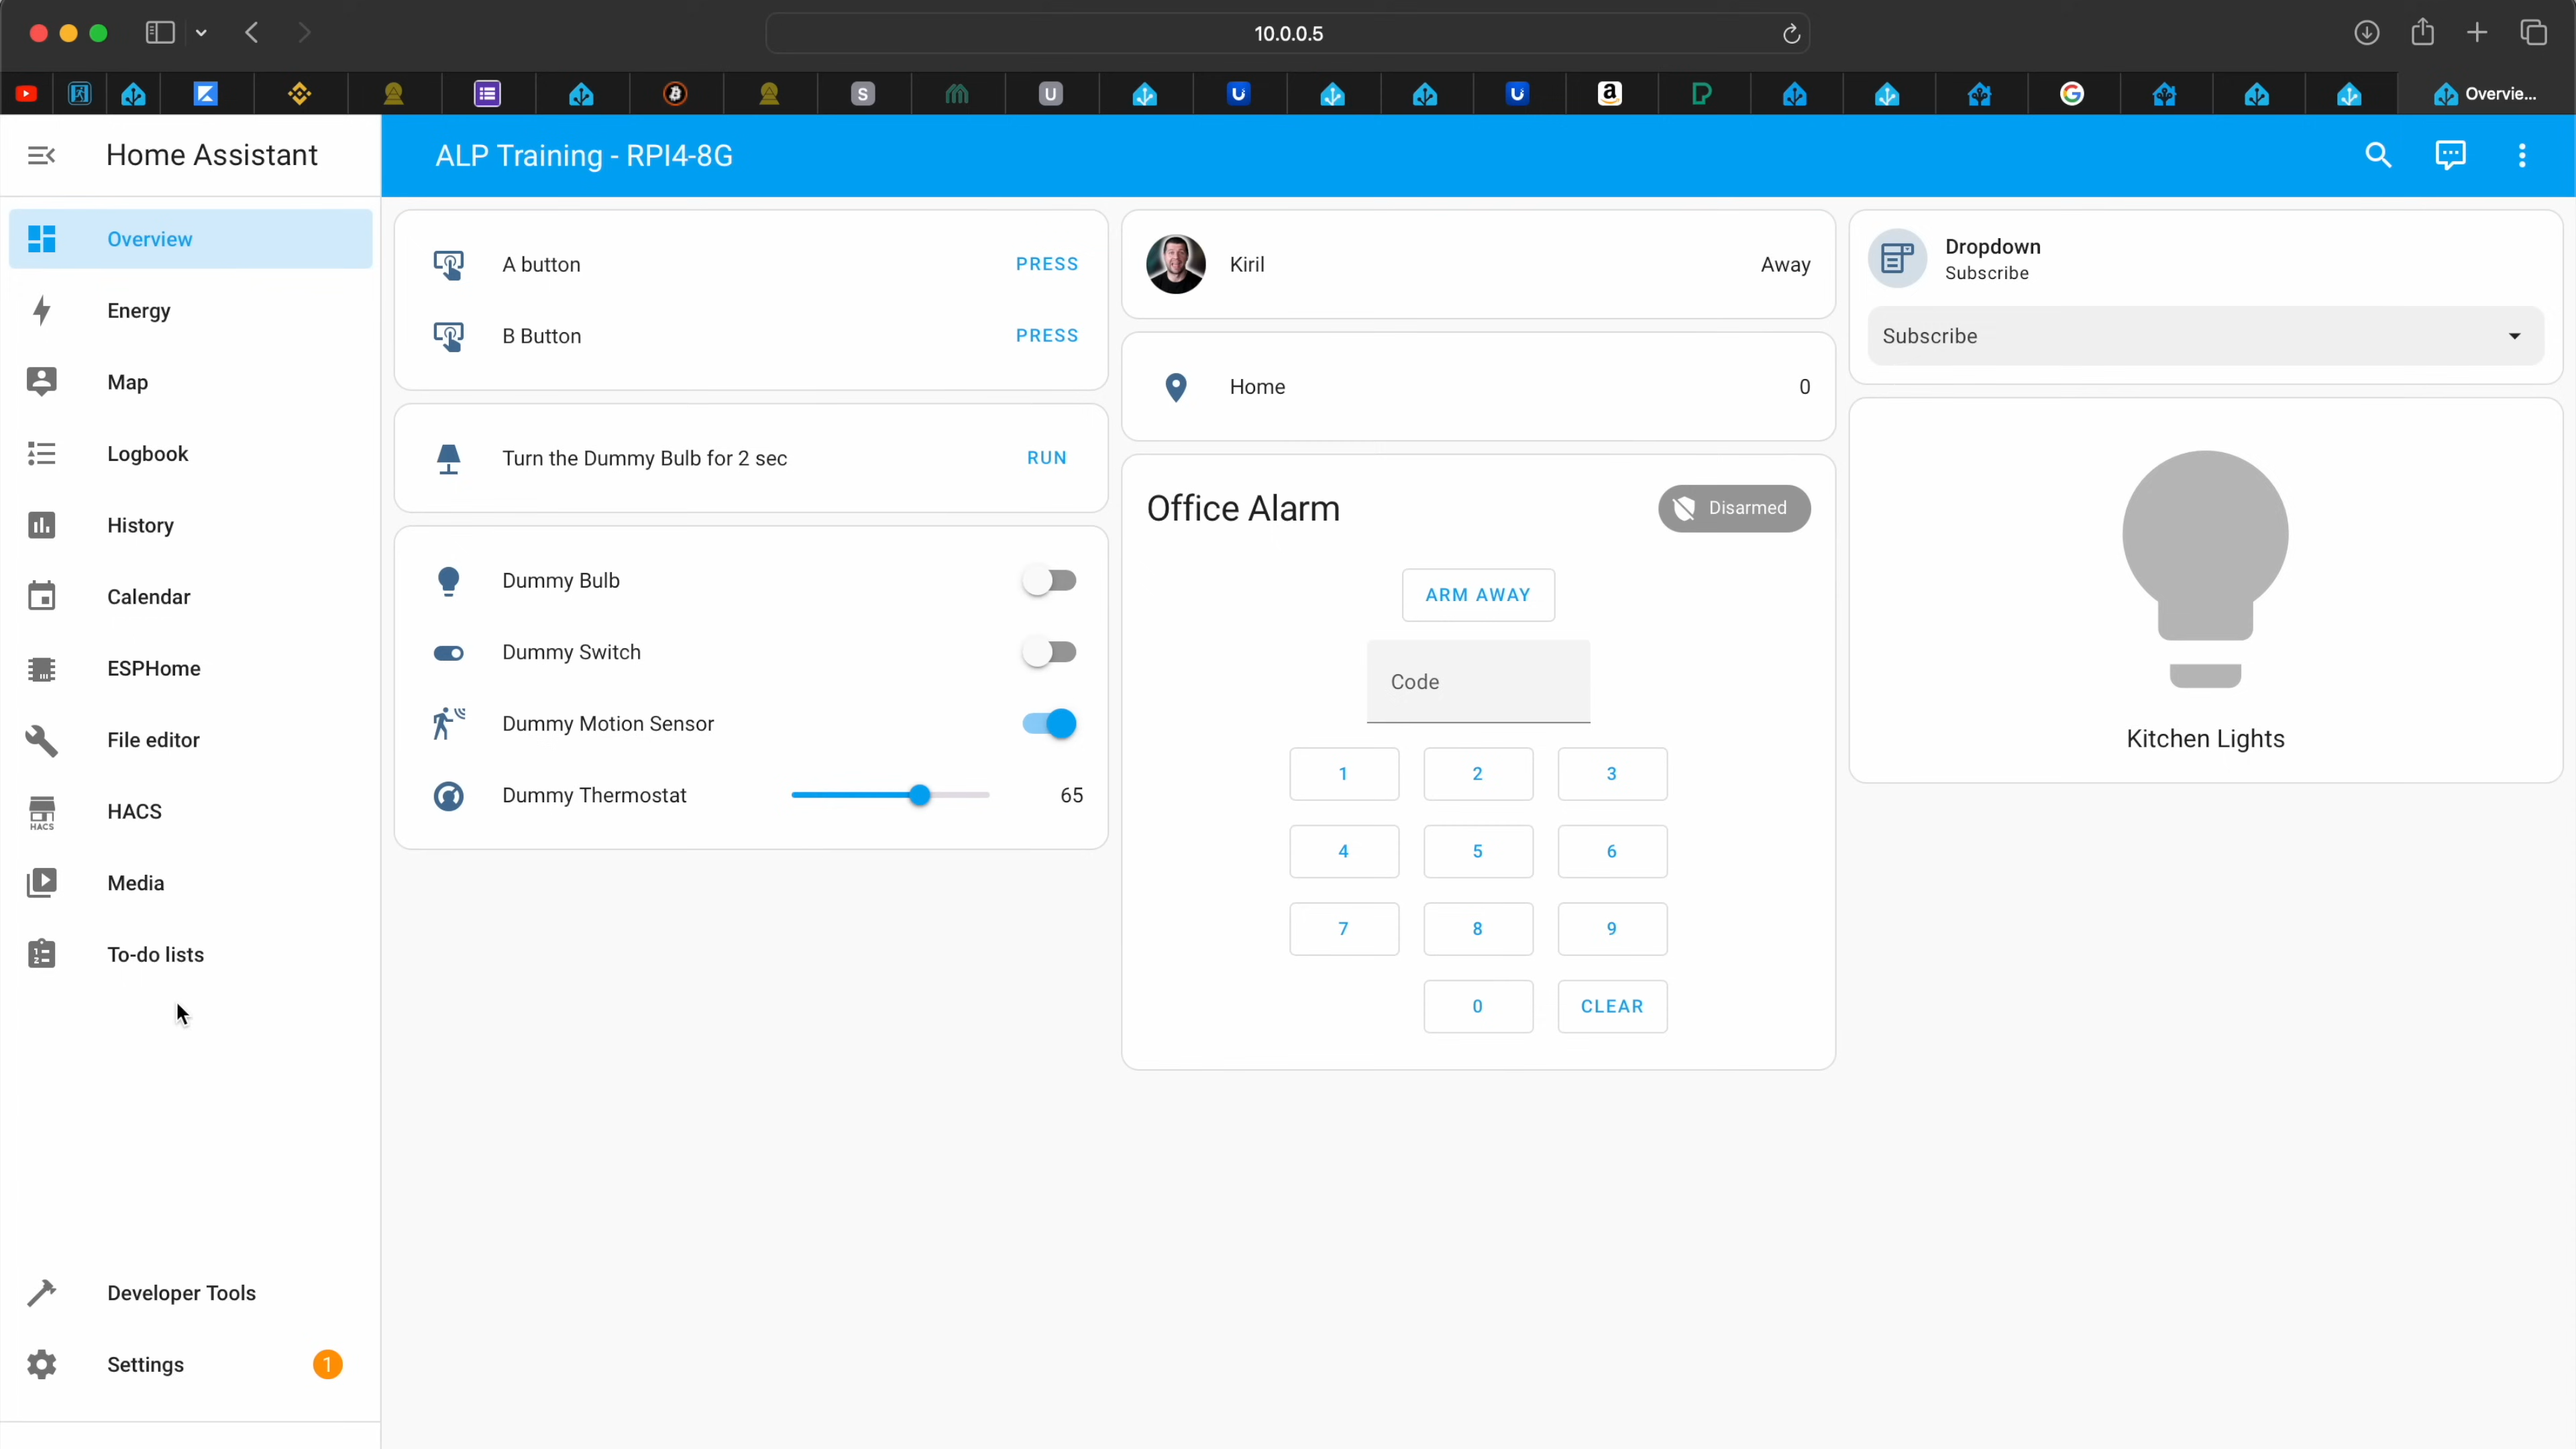 10.0.0.5
S
U
a
Overvie...
Home Assistant
ALP Training - RPI4-8G
Overview
Energy
Map
Logbook
History
Calendar
ESPHome
File editor
HACS
HACS
Media
To-do lists
Developer Tools
Settings
1
A button
PRESS
B Button
PRESS
Turn the Dummy Bulb for 2 sec
RUN
Dummy Bulb
Dummy Switch
Dummy Motion Sensor
Dummy Thermostat
65
Kiril
Away
Home
0
Office Alarm
Disarmed
ARM AWAY
Code
1 2 3
4 5 6
7 8 9
0 CLEAR
Dropdown
Subscribe
Subscribe
Kitchen Lights